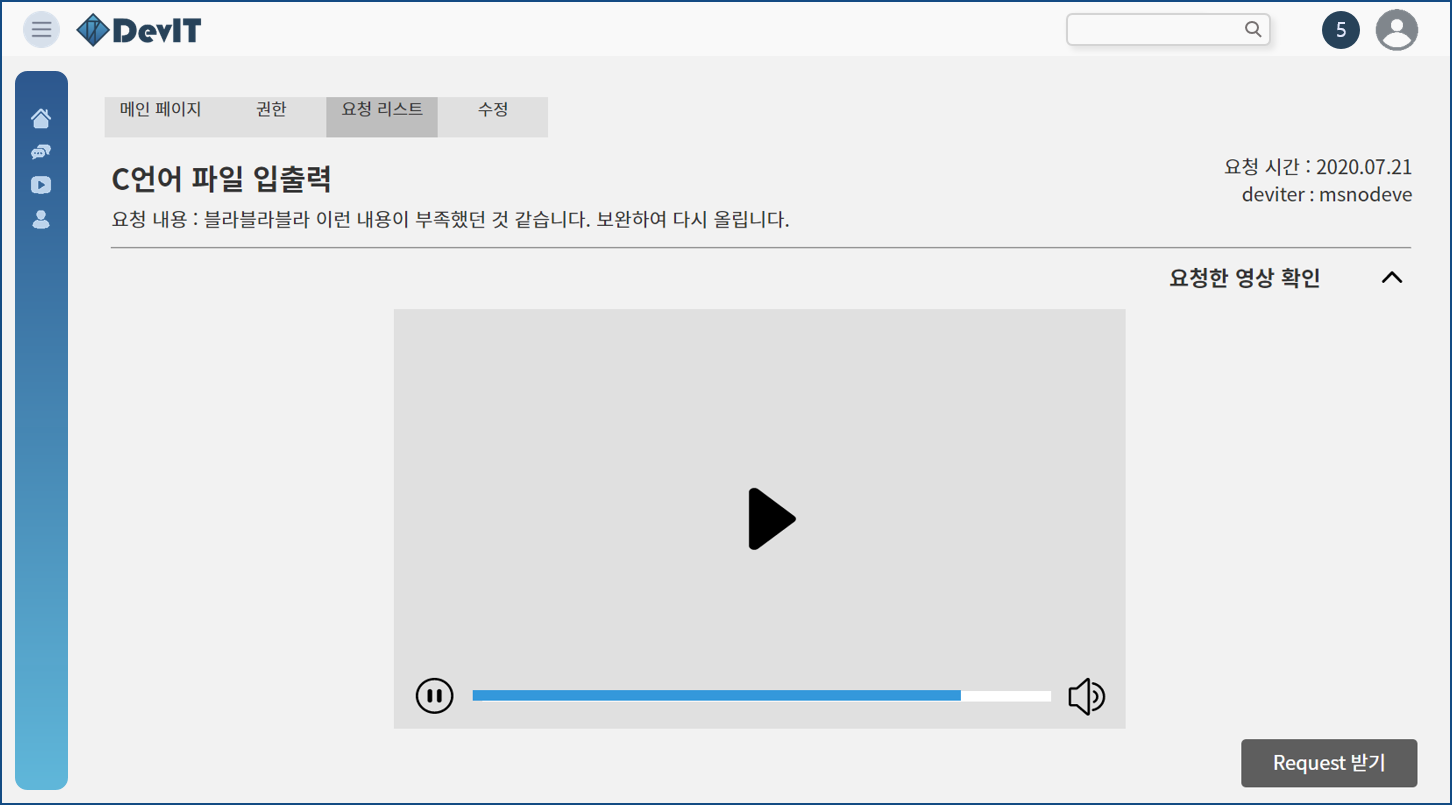 DevIT
5
메인 페이지 권한 요청 리스트 수정
C언어 파일 입출력
요청 시간 : 2020.07.21
deviter : msnodeve
요청 내용 : 블라블라블라 이런 내용이 부족했던 것 같습니다. 보완하여 다시 올립니다.
요청한 영상 확인
Request 받기